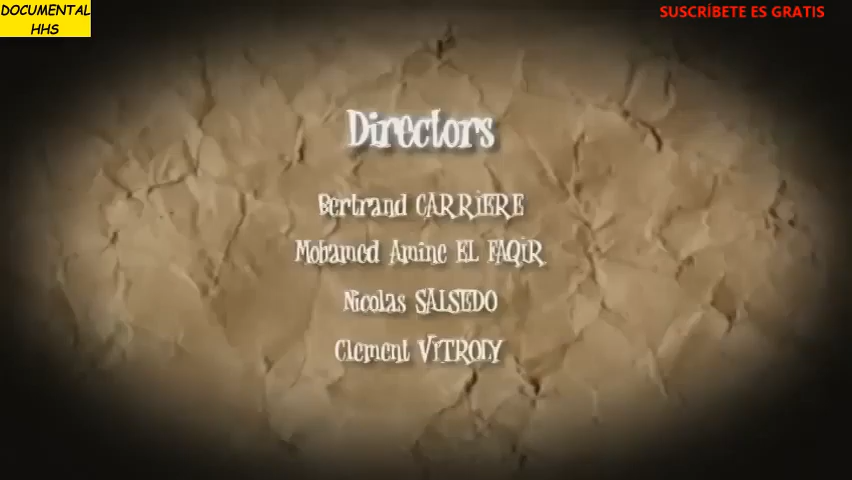 DOCUMENTAL
HHS
SUSCRÍBETE ES GRATIS
Directors
Bertrand CARRIERE
Mohamed Amine EL FAQIR
Nicolas SALSEDO
Clement VITROLY